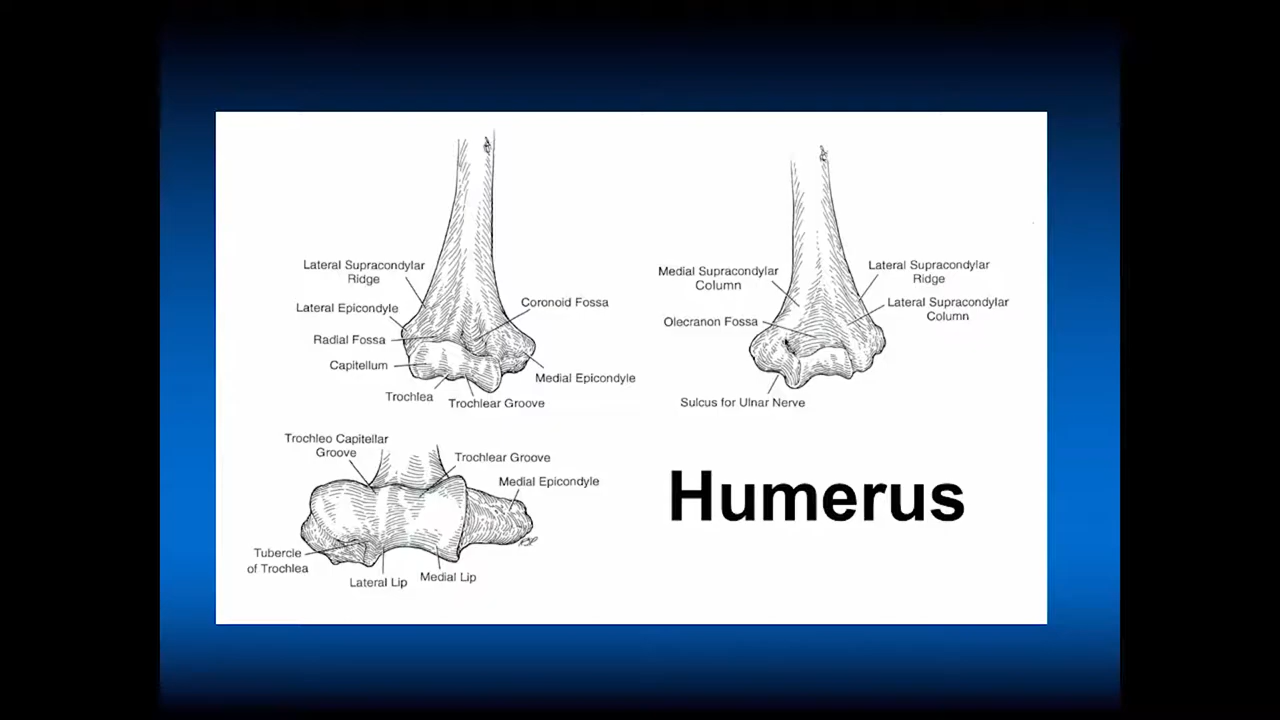 Lateral Supracondylar
Ridge
Lateral Epicondyle
Radial Fossa
Capitellum
Trochlea
Trochlear Groove
Coronoid Fossa
Medial Epicondyle
Medial Supracondylar
Column
Olecranon Fossa
Sulcus for Ulnar Nerve
Lateral Supracondylar
Ridge
Lateral Supracondylar
Column
Trochleo Capitellar
Groove
Trochlear Groove
Medial Epicondyle
Tubercle
of Trochlea
Lateral Lip
Medial Lip
Humerus